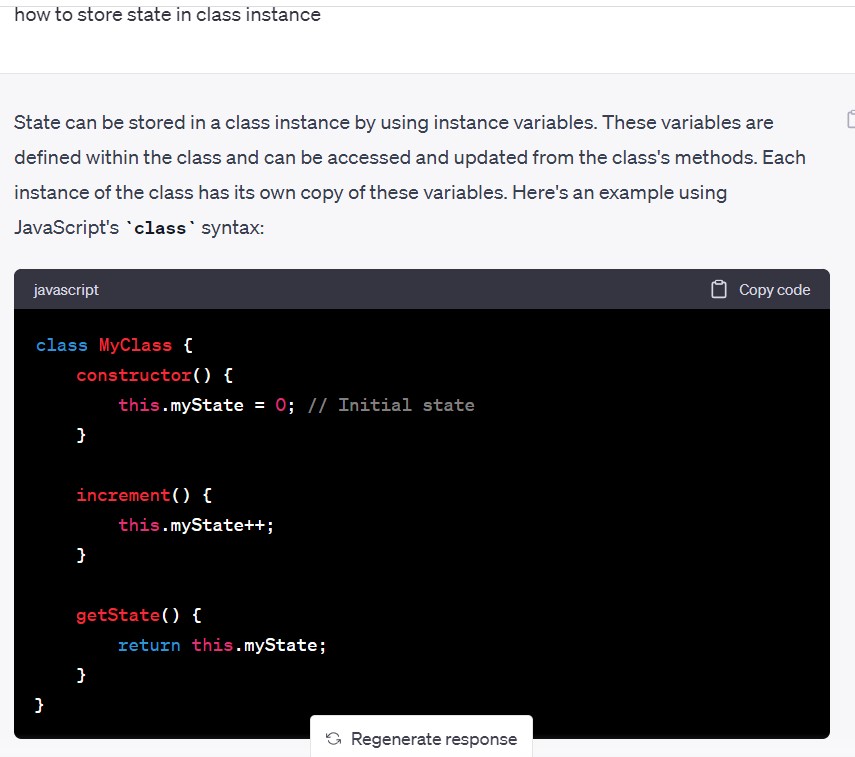 how to store state in class instance
State can be stored in a class instance by using instance variables. These variables are
defined within the class and can be accessed and updated from the class's methods. Each
instance of the class has its own copy of these variables. Here's an example using
JavaScript's `class` syntax:
javascript Copy code
class MyClass {
    constructor() {
        this.myState = 0; // Initial state
    }

    increment() {
        this.myState++;
    }

    getState() {
        return this.myState;
    }
}
Regenerate response